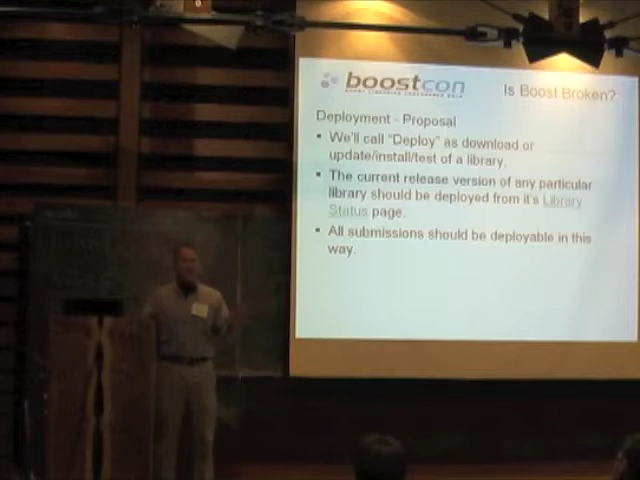 boostcon
Is Boost Broken?
Deployment - Proposal
We'll call "Deploy" as download or
update/install/test of a library.
The current release version of any particular
library should be deployed from it's Library
Status page.
All submissions should be deployable in this
way.